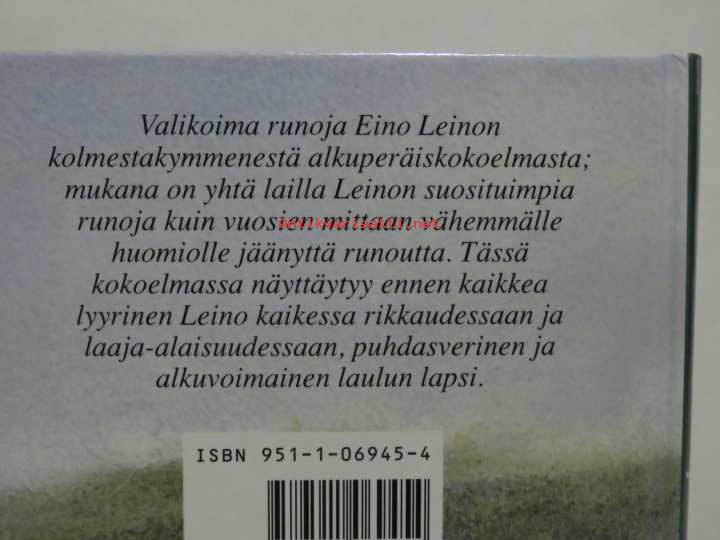 Valikoima runoja Eino Leinon
kolmestakymmenestä alkuperäiskokoelmasta;
mukana on yhtä lailla Leinon suosituimpia
runoja kuin vuosien mittaan vähemmälle
huomiolle jäänyttä runoutta. Tässä
kokoelmassa näyttäytyy ennen kaikkea
lyyrinen Leino kaikessa rikkaudessaan ja
laaja-alaisuudessaan, puhdasverinen ja
alkuvoimainen laulun lapsi.
ISBN 951-1-06945-4